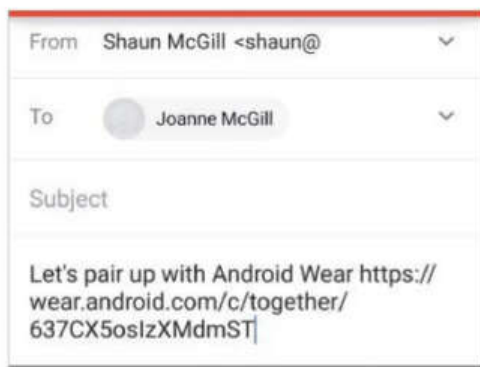 From Shaun McGill <shaun@
To Joanne McGill
Subject
Let's pair up with Android Wear https://
wear.android.com/c/together/
637CX5osIzXMdmST